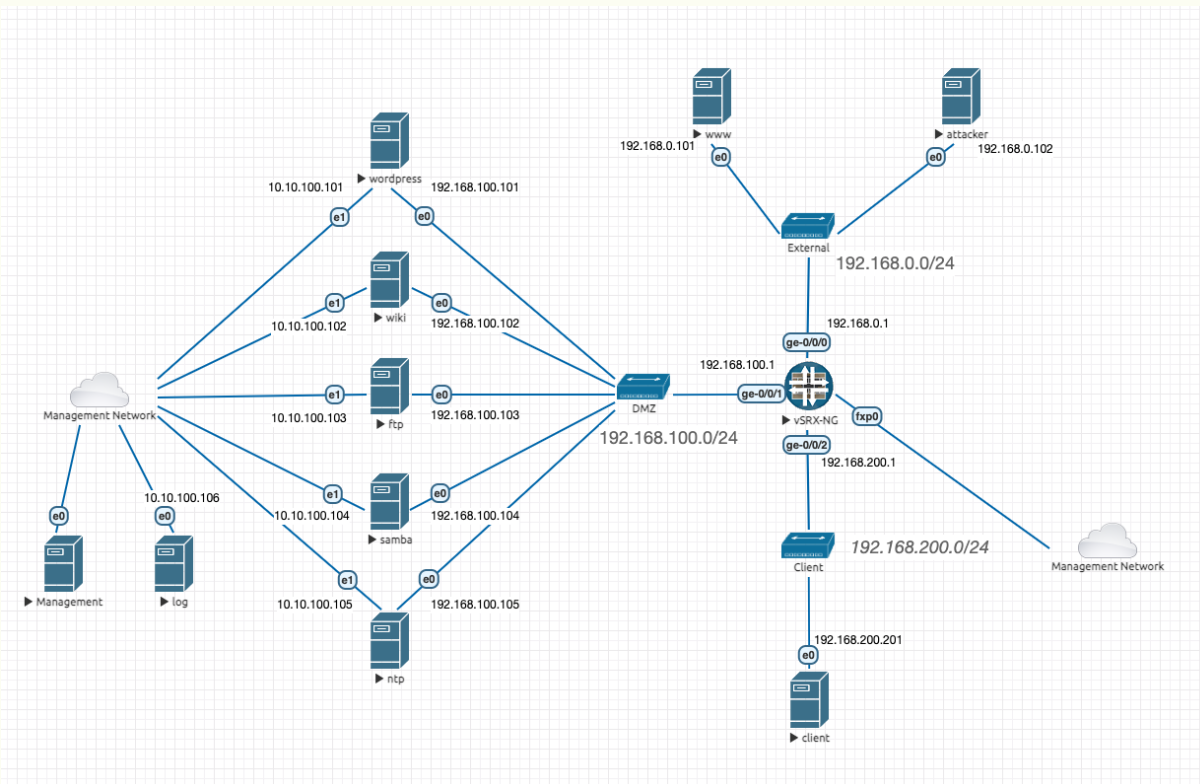 www
192.168.0.101
e0
attacker
192.168.0.102
e0
wordpress
10.10.100.101
192.168.100.101
e1
e0
External
192.168.0.0/24
wiki
e1
e0
10.10.100.102
192.168.100.102
192.168.0.1
ge-0/0/0
192.168.100.1
Management Network
ftp
e1
e0
10.10.100.103
192.168.100.103
DMZ
192.168.100.0/24
ge-0/0/1
vSRX-NG
fxp0
ge-0/0/2
192.168.200.1
samba
e1
e0
10.10.100.104
192.168.100.104
10.10.100.106
e0
e0
Management
log
Client
192.168.200.0/24
Management Network
e1
e0
10.10.100.105
192.168.100.105
ntp
192.168.200.201
e0
client